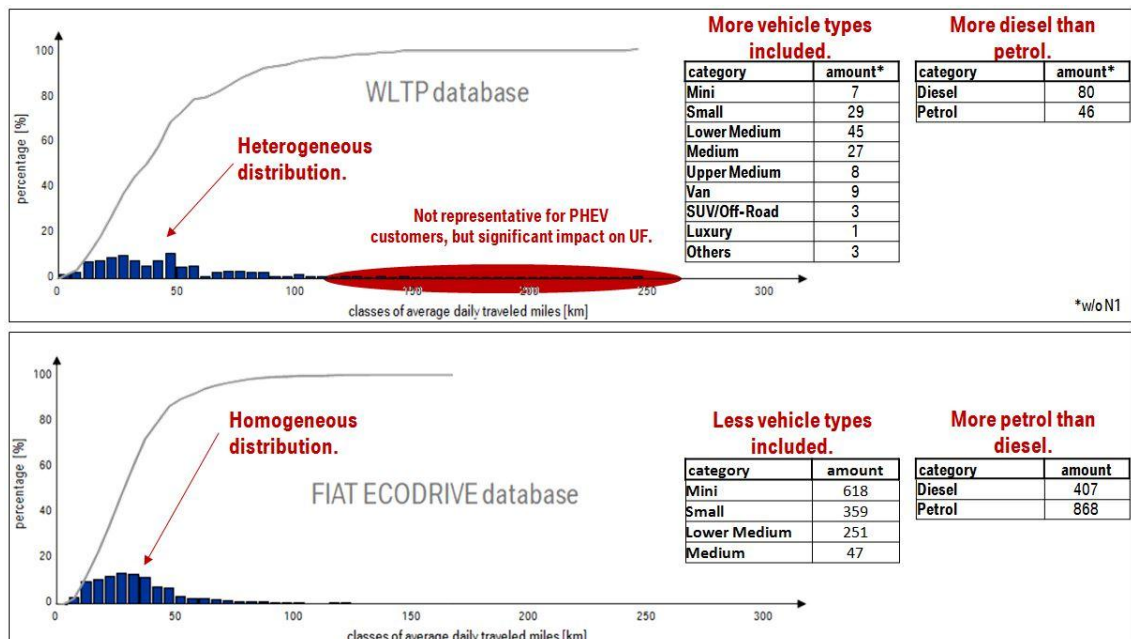 More vehicle types
included.
More diesel than
petrol.
100
80
60
40
20
0
percentage [%]
WLTP database
Heterogeneous
distribution.
Not representative for PHEV
customers, but significant impact on UF.
0 50 100 150 200 250 300
classes of average daily traveled miles [km]
category amount*
Mini 7
Small 29
Lower Medium 45
Medium 27
Upper Medium 8
Van 9
SUV/Off-Road 3
Luxury 1
Others 3
category amount*
Diesel 80
Petrol 46
*w/o N1
100
80
60
40
20
0
percentage [%]
Homogeneous
distribution.
FIAT ECODRIVE database
0 50 100 150 200 250 300
classes of average daily traveled miles [km]
Less vehicle types
included.
category amount
Mini 618
Small 359
Lower Medium 251
Medium 47
More petrol than
diesel.
category amount
Diesel 407
Petrol 868